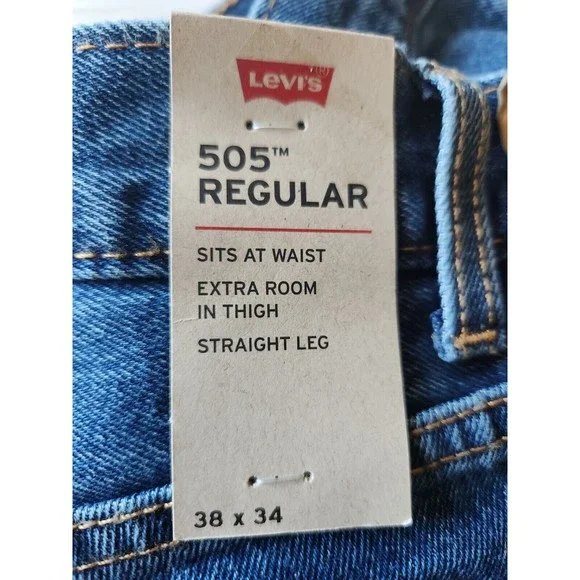 Levi's
505™
REGULAR
SITS AT WAIST
EXTRA ROOM
IN THIGH
STRAIGHT LEG
38 x 34